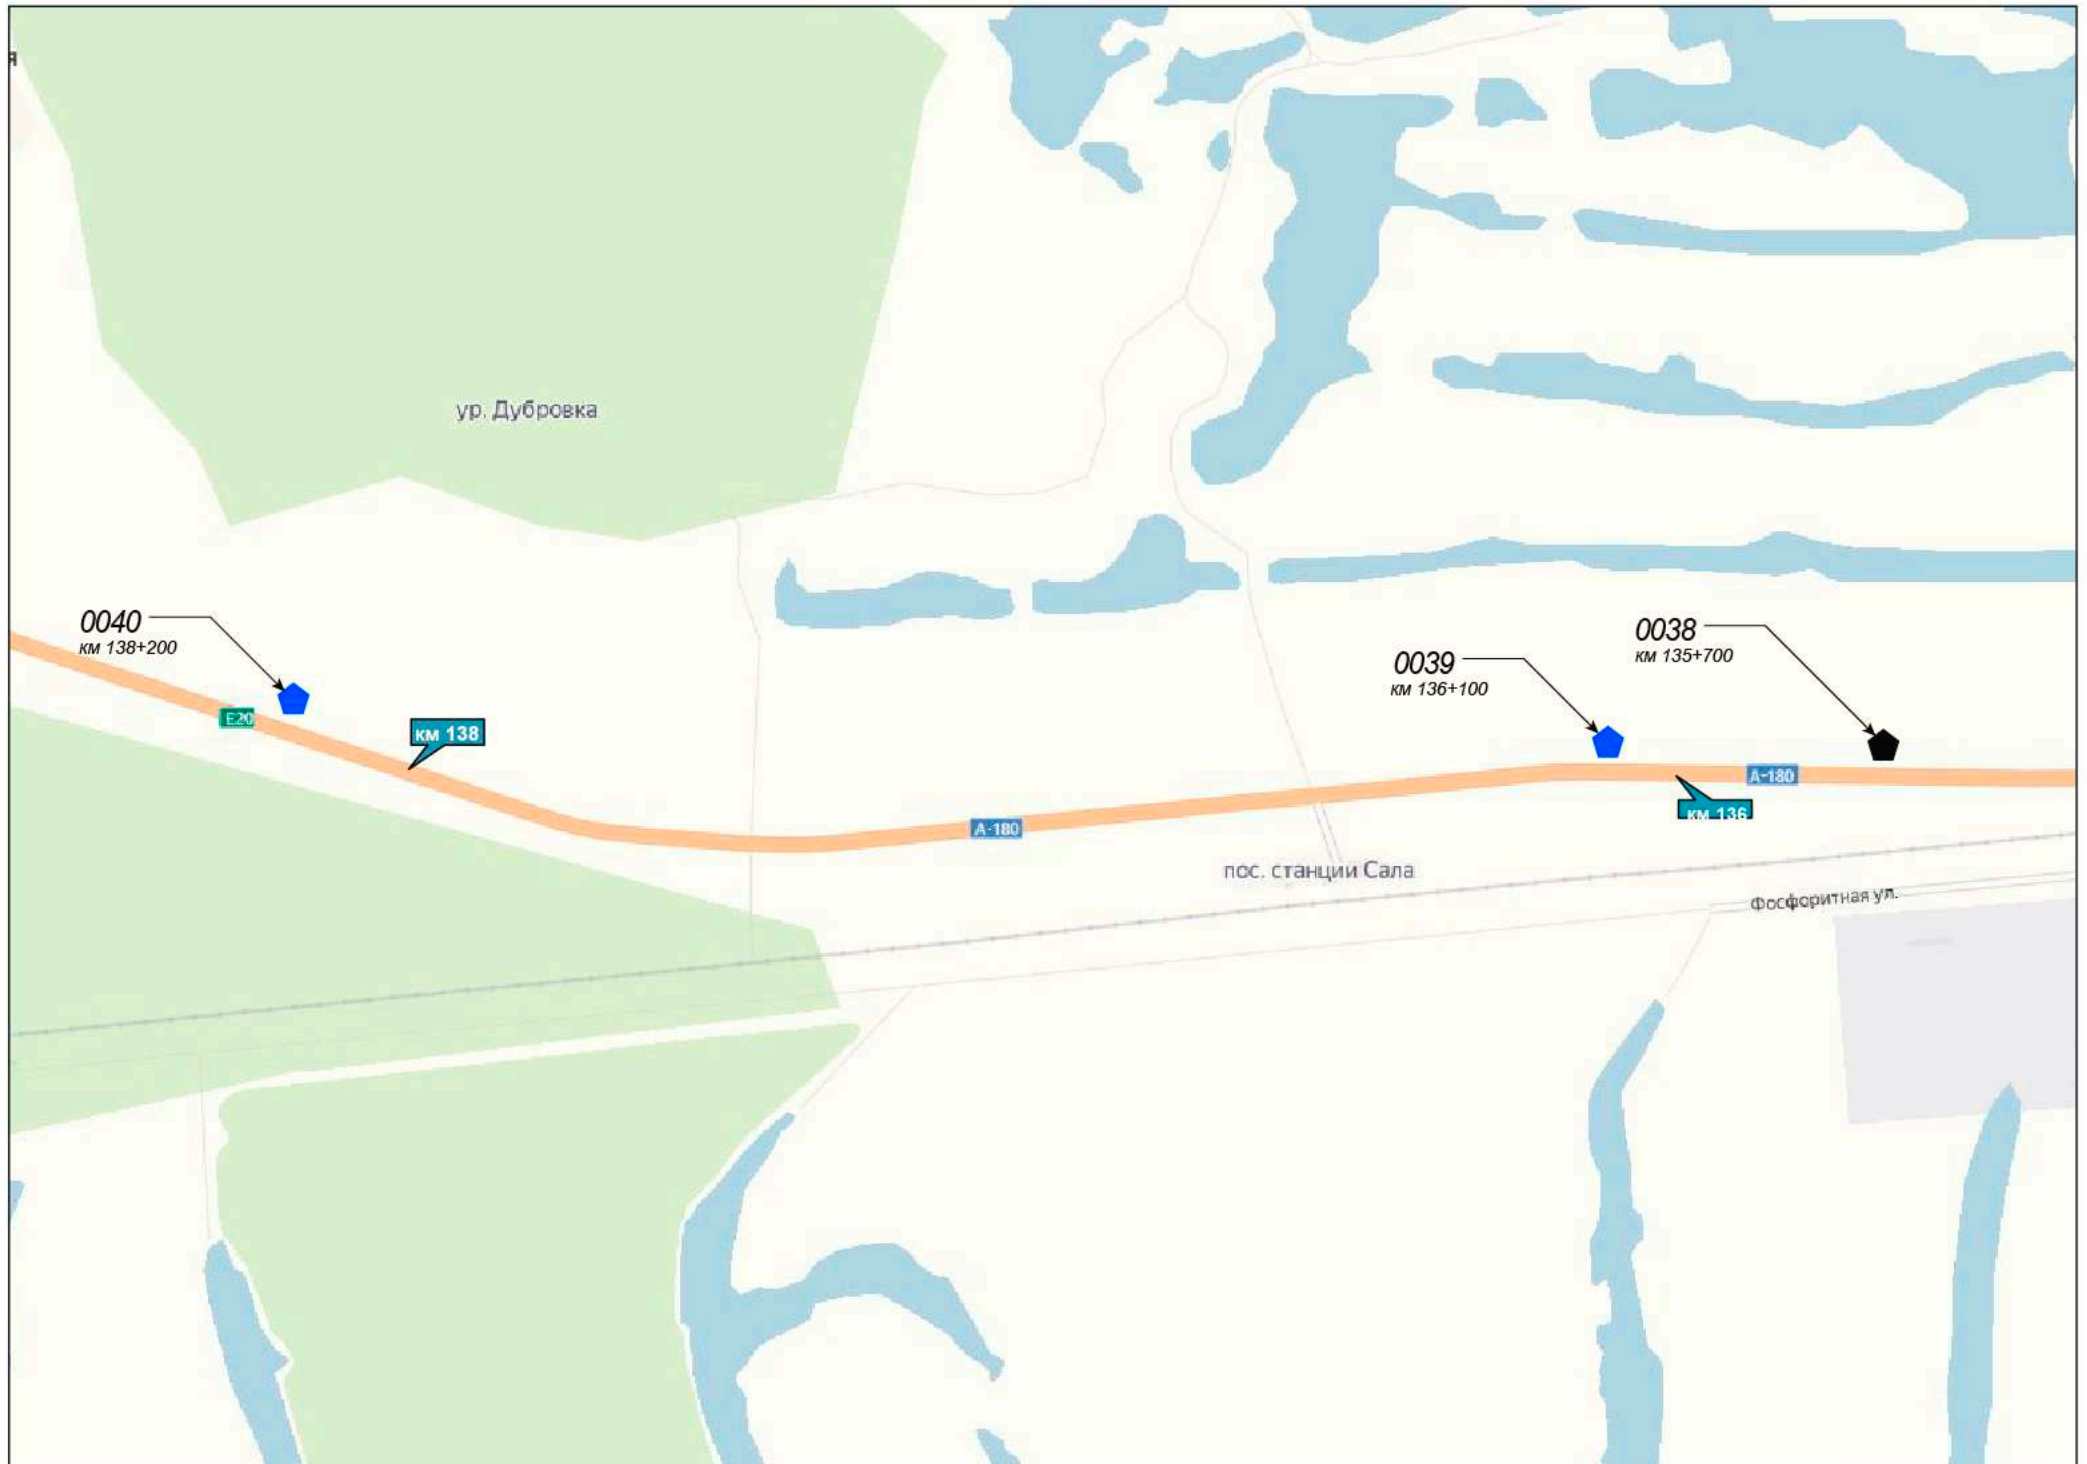 я
ур. Дубровка
0040
км 138+200
E20
км 138
0039
км 136+100
0038
км 135+700
А-180
км 136
А-180
пос. станции Сала
Фосфоритная ул.